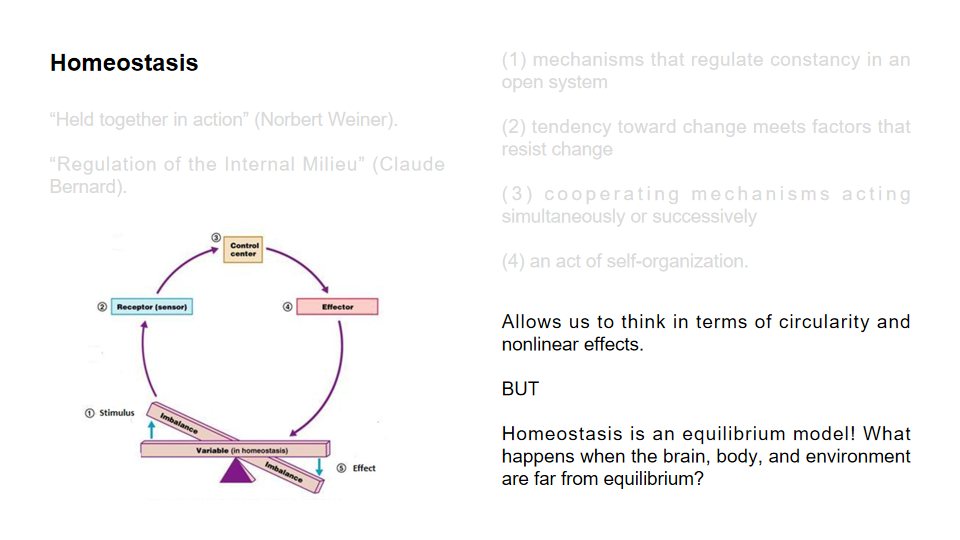 Homeostasis
“Held together in action” (Norbert Weiner).
“Regulation of the Internal Milieu” (Claude
Bernard).
③
Control
center
② Receptor (sensor)
④ Effector
① Stimulus
Imbalance
Variable (in homeostasis)
Imbalance
⑤ Effect
(1) mechanisms that regulate constancy in an
open system
(2) tendency toward change meets factors that
resist change
(3) cooperating mechanisms acting
simultaneously or successively
(4) an act of self-organization.
Allows us to think in terms of circularity and
nonlinear effects.
BUT
Homeostasis is an equilibrium model! What
happens when the brain, body, and environment
are far from equilibrium?